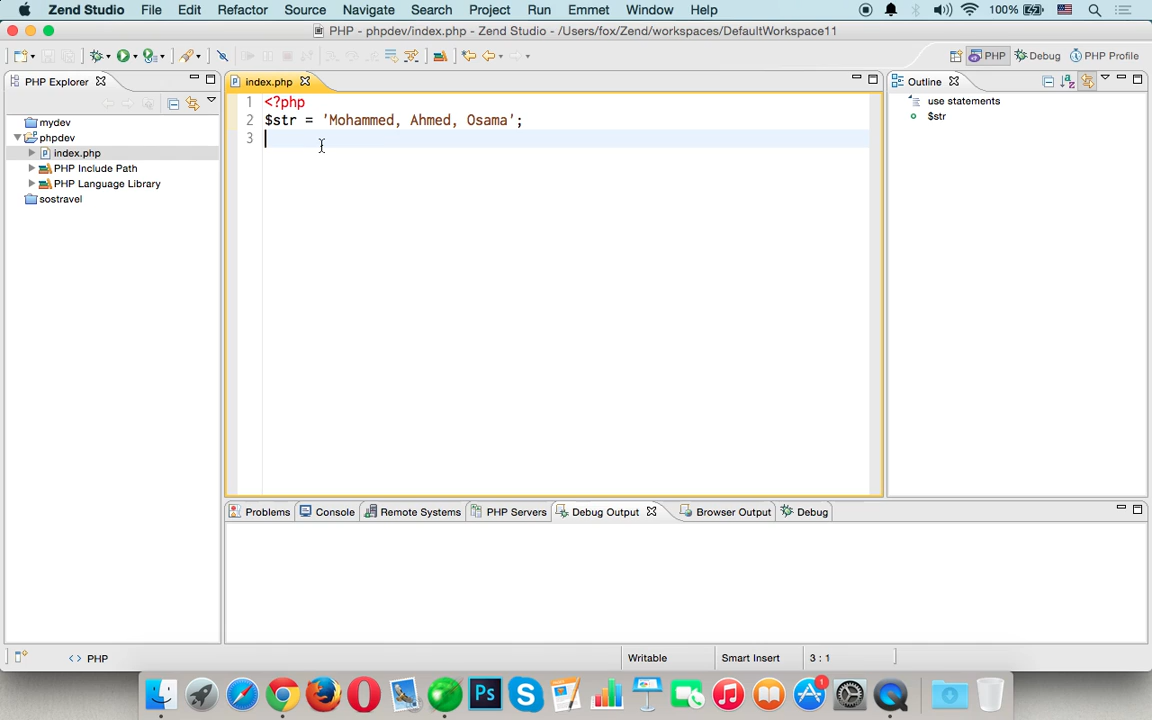 Zend Studio File Edit Refactor Source Navigate Search Project Run Emmet Window Help 100%
PHP - phpdev/index.php - Zend Studio - /Users/fox/Zend/workspaces/DefaultWorkspace11
PHP Debug PHP Profile
PHP Explorer
mydev
phpdev
index.php
PHP Include Path
PHP Language Library
sostravel
index.php
1 <?php
2 $str = 'Mohammed, Ahmed, Osama';
3
Outline
use statements
$str
Problems Console Remote Systems PHP Servers Debug Output Browser Output Debug
<> PHP Writable Smart Insert 3 : 1
Ps
1